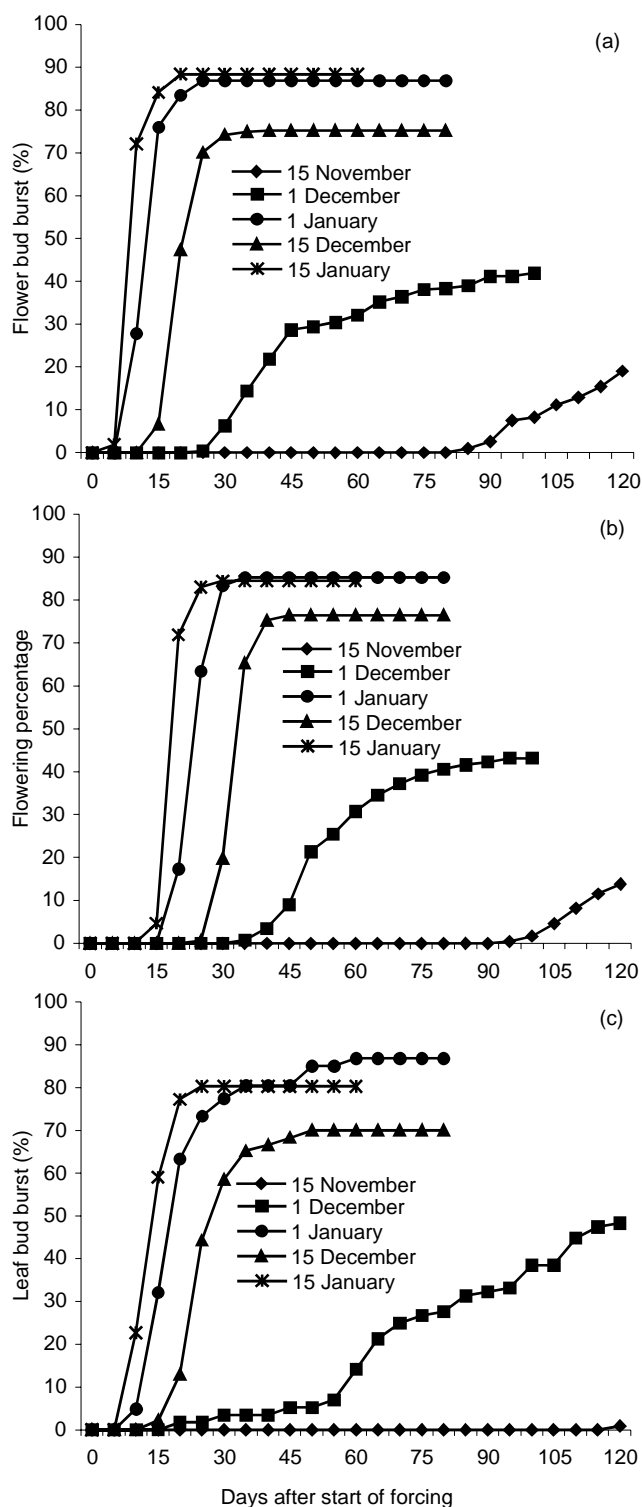 100
(a)
90
80
70
60
50
40
30
20
10
0
Flower bud burst (%)
15 November
1 December
1 January
15 December
15 January
0 15 30 45 60 75 90 105 120
100
(b)
90
80
70
60
50
40
30
20
10
0
Flowering percentage
15 November
1 December
1 January
15 December
15 January
0 15 30 45 60 75 90 105 120
100
(c)
90
80
70
60
50
40
30
20
10
0
Leaf bud burst (%)
15 November
1 December
1 January
15 December
15 January
0 15 30 45 60 75 90 105 120
Days after start of forcing